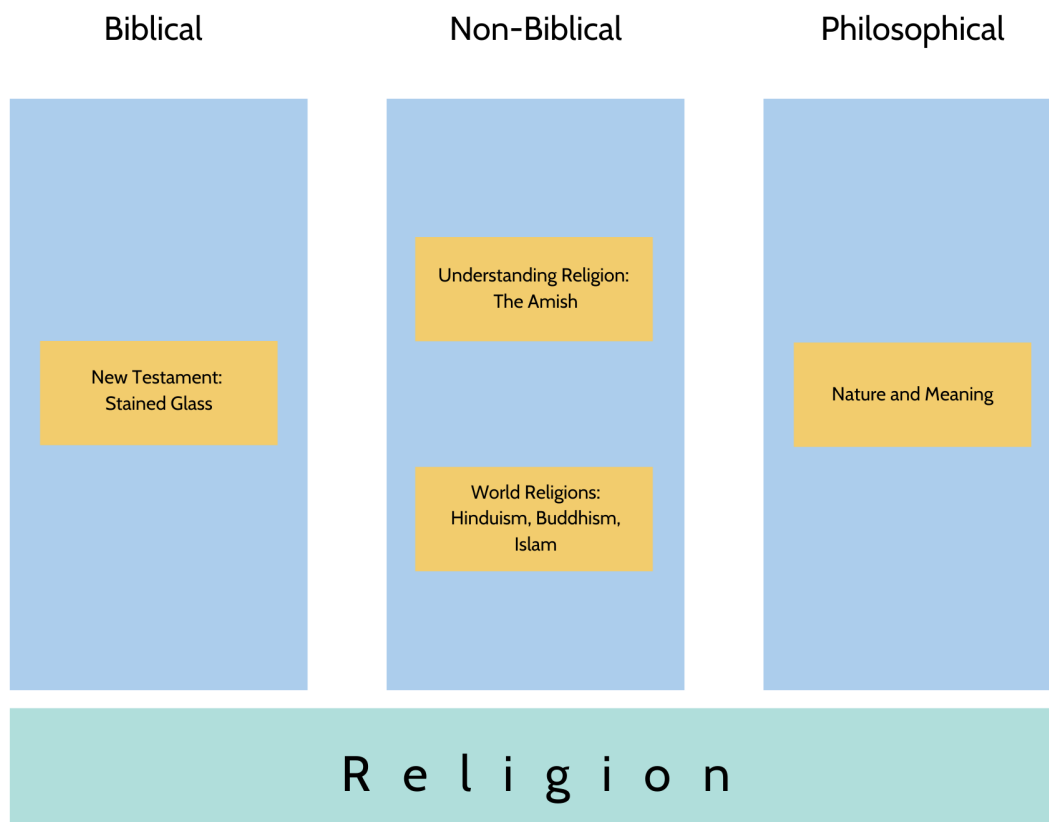 Biblical
Non-Biblical
Philosophical
New Testament:
Stained Glass
Understanding Religion:
The Amish
World Religions:
Hinduism, Buddhism,
Islam
Nature and Meaning
Religion